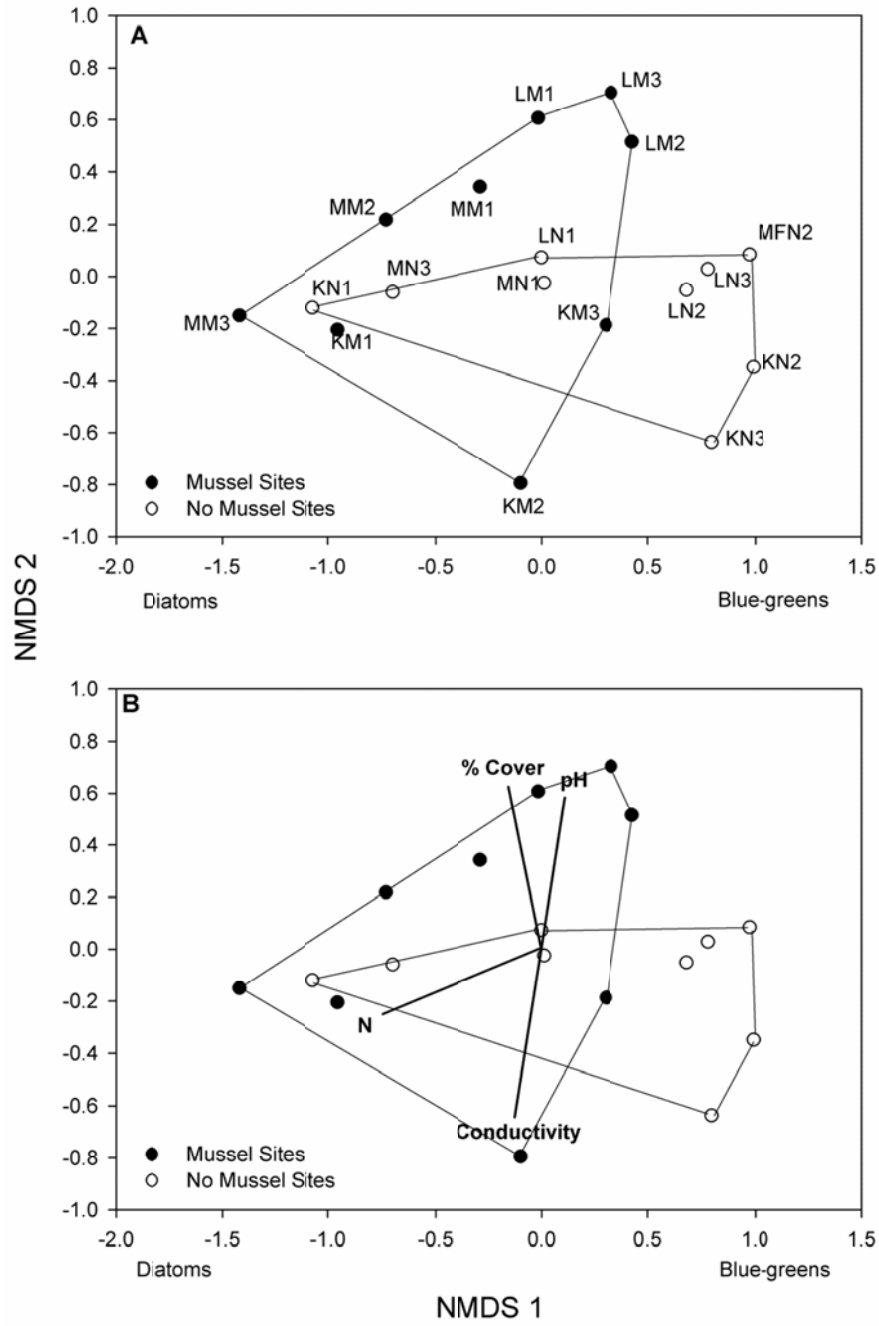 A
1.0
0.8
0.6
0.4
0.2
0.0
-0.2
-0.4
-0.6
-0.8
-1.0
LM1
LM3
LM2
MM2
MM1
LN1
MFN2
MN3
KN1
MN1
LN3
LN2
MM3
KM1
KM3
KN2
KN3
KM2
Mussel Sites
No Mussel Sites
-2.0 -1.5 -1.0 -0.5 0.0 0.5 1.0 1.5
Diatoms Blue-greens
NMDS 2
B
1.0
0.8
0.6
0.4
0.2
0.0
-0.2
-0.4
-0.6
-0.8
-1.0
% Cover
pH
N
Conductivity
Mussel Sites
No Mussel Sites
-2.0 -1.5 -1.0 -0.5 0.0 0.5 1.0 1.5
Diatoms Blue-greens
NMDS 1